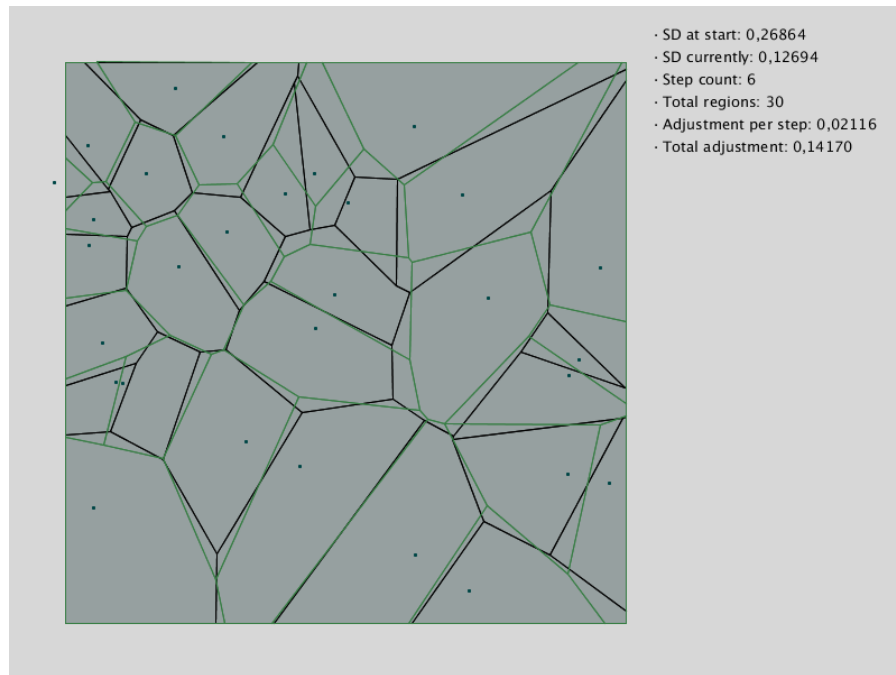 · SD at start: 0,26864
· SD currently: 0,12694
· Step count: 6
· Total regions: 30
· Adjustment per step: 0,02116
· Total adjustment: 0,14170